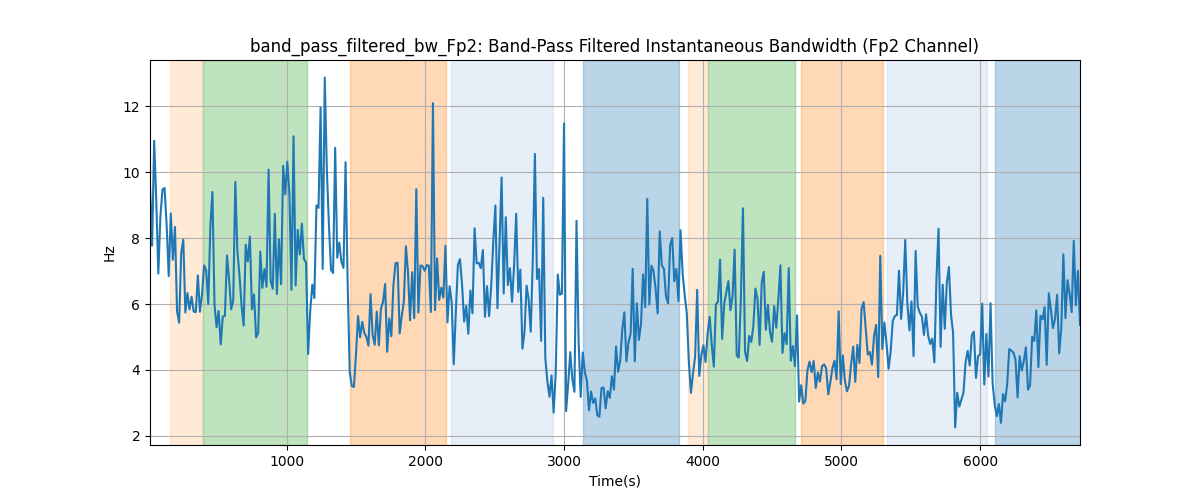 band_pass_filtered_bw_Fp2: Band-Pass Filtered Instantaneous Bandwidth (Fp2 Channel)
12
10
8
6
4
2
Hz
1000 2000 3000 4000 5000 6000
Time(s)